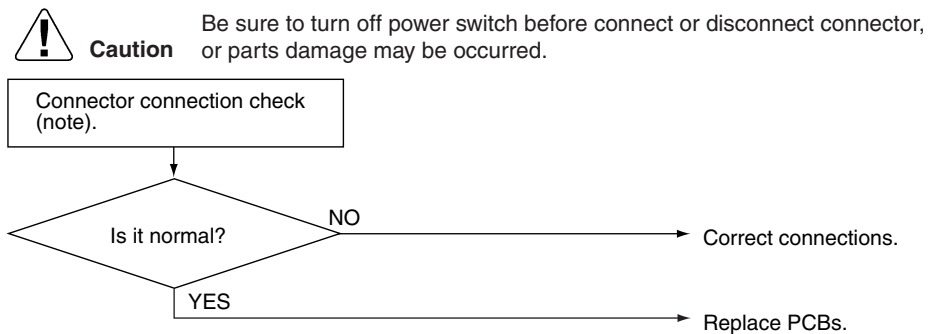 Be sure to turn off power switch before connect or disconnect connector,
Caution or parts damage may be occurred.
Connector connection check
(note).
Is it normal?
NO
Correct connections.
YES
Replace PCBs.